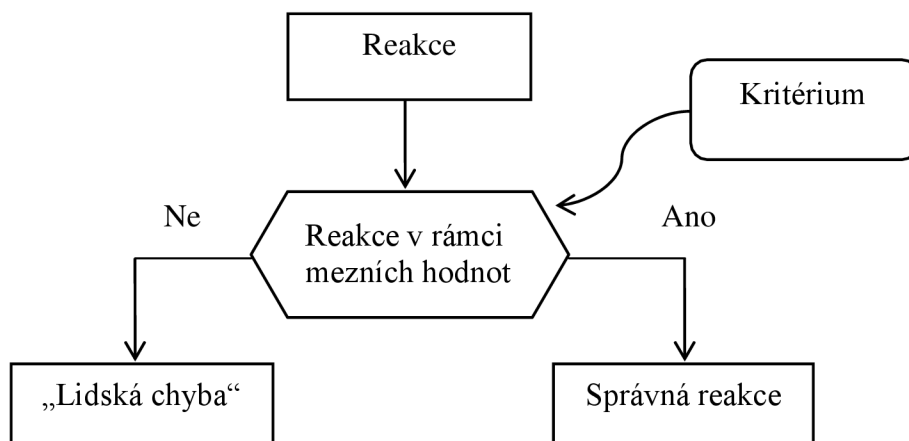 Reakce
Kritérium
Ne
Ano
Reakce v rámci
mezních hodnot
„Lidská chyba“
Správná reakce